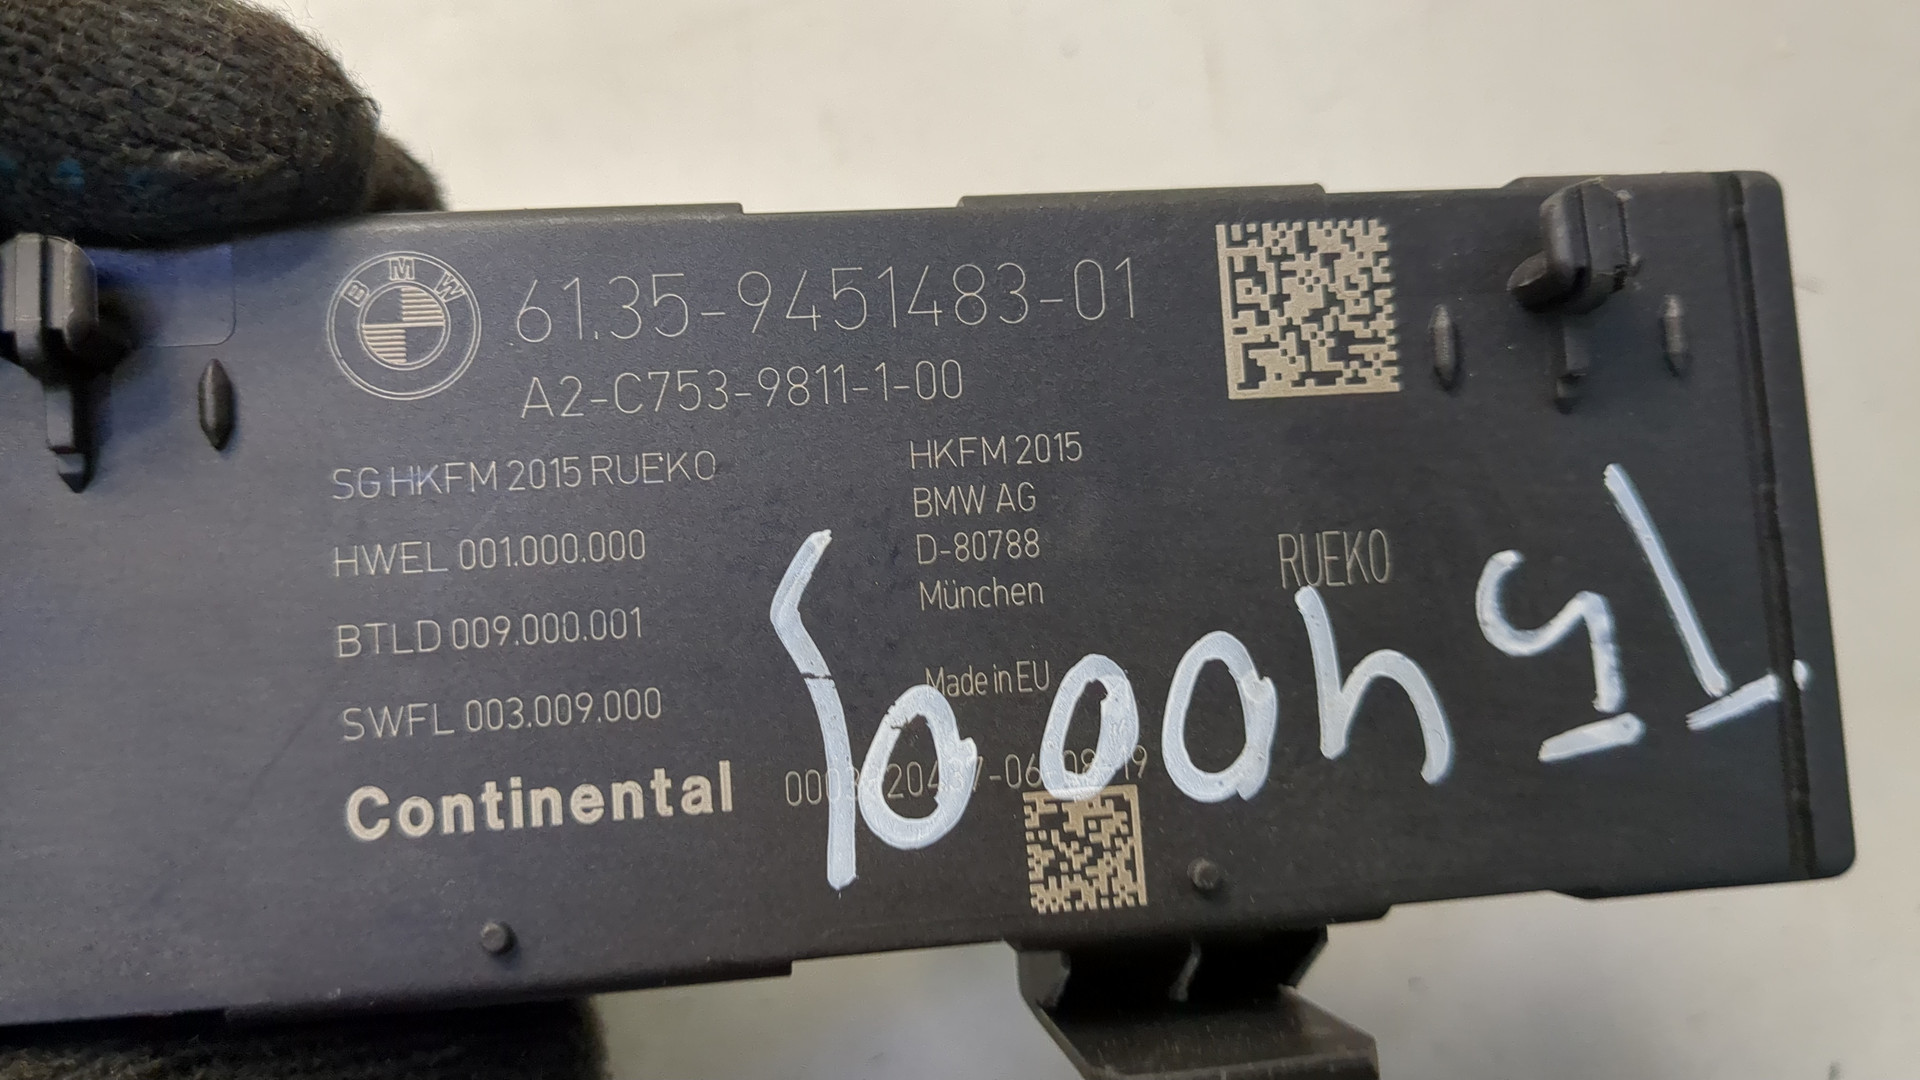 BMW
61.35-9451483-01
A2-C753-9811-1-00
SG HKFM 2015 RUEKO
HWEL 001.000.000
BTLD 009.000.001
SWFL 003.009.000
Continental
HKFM 2015
BMW AG
D-80788
München
Made in EU
RUEKO